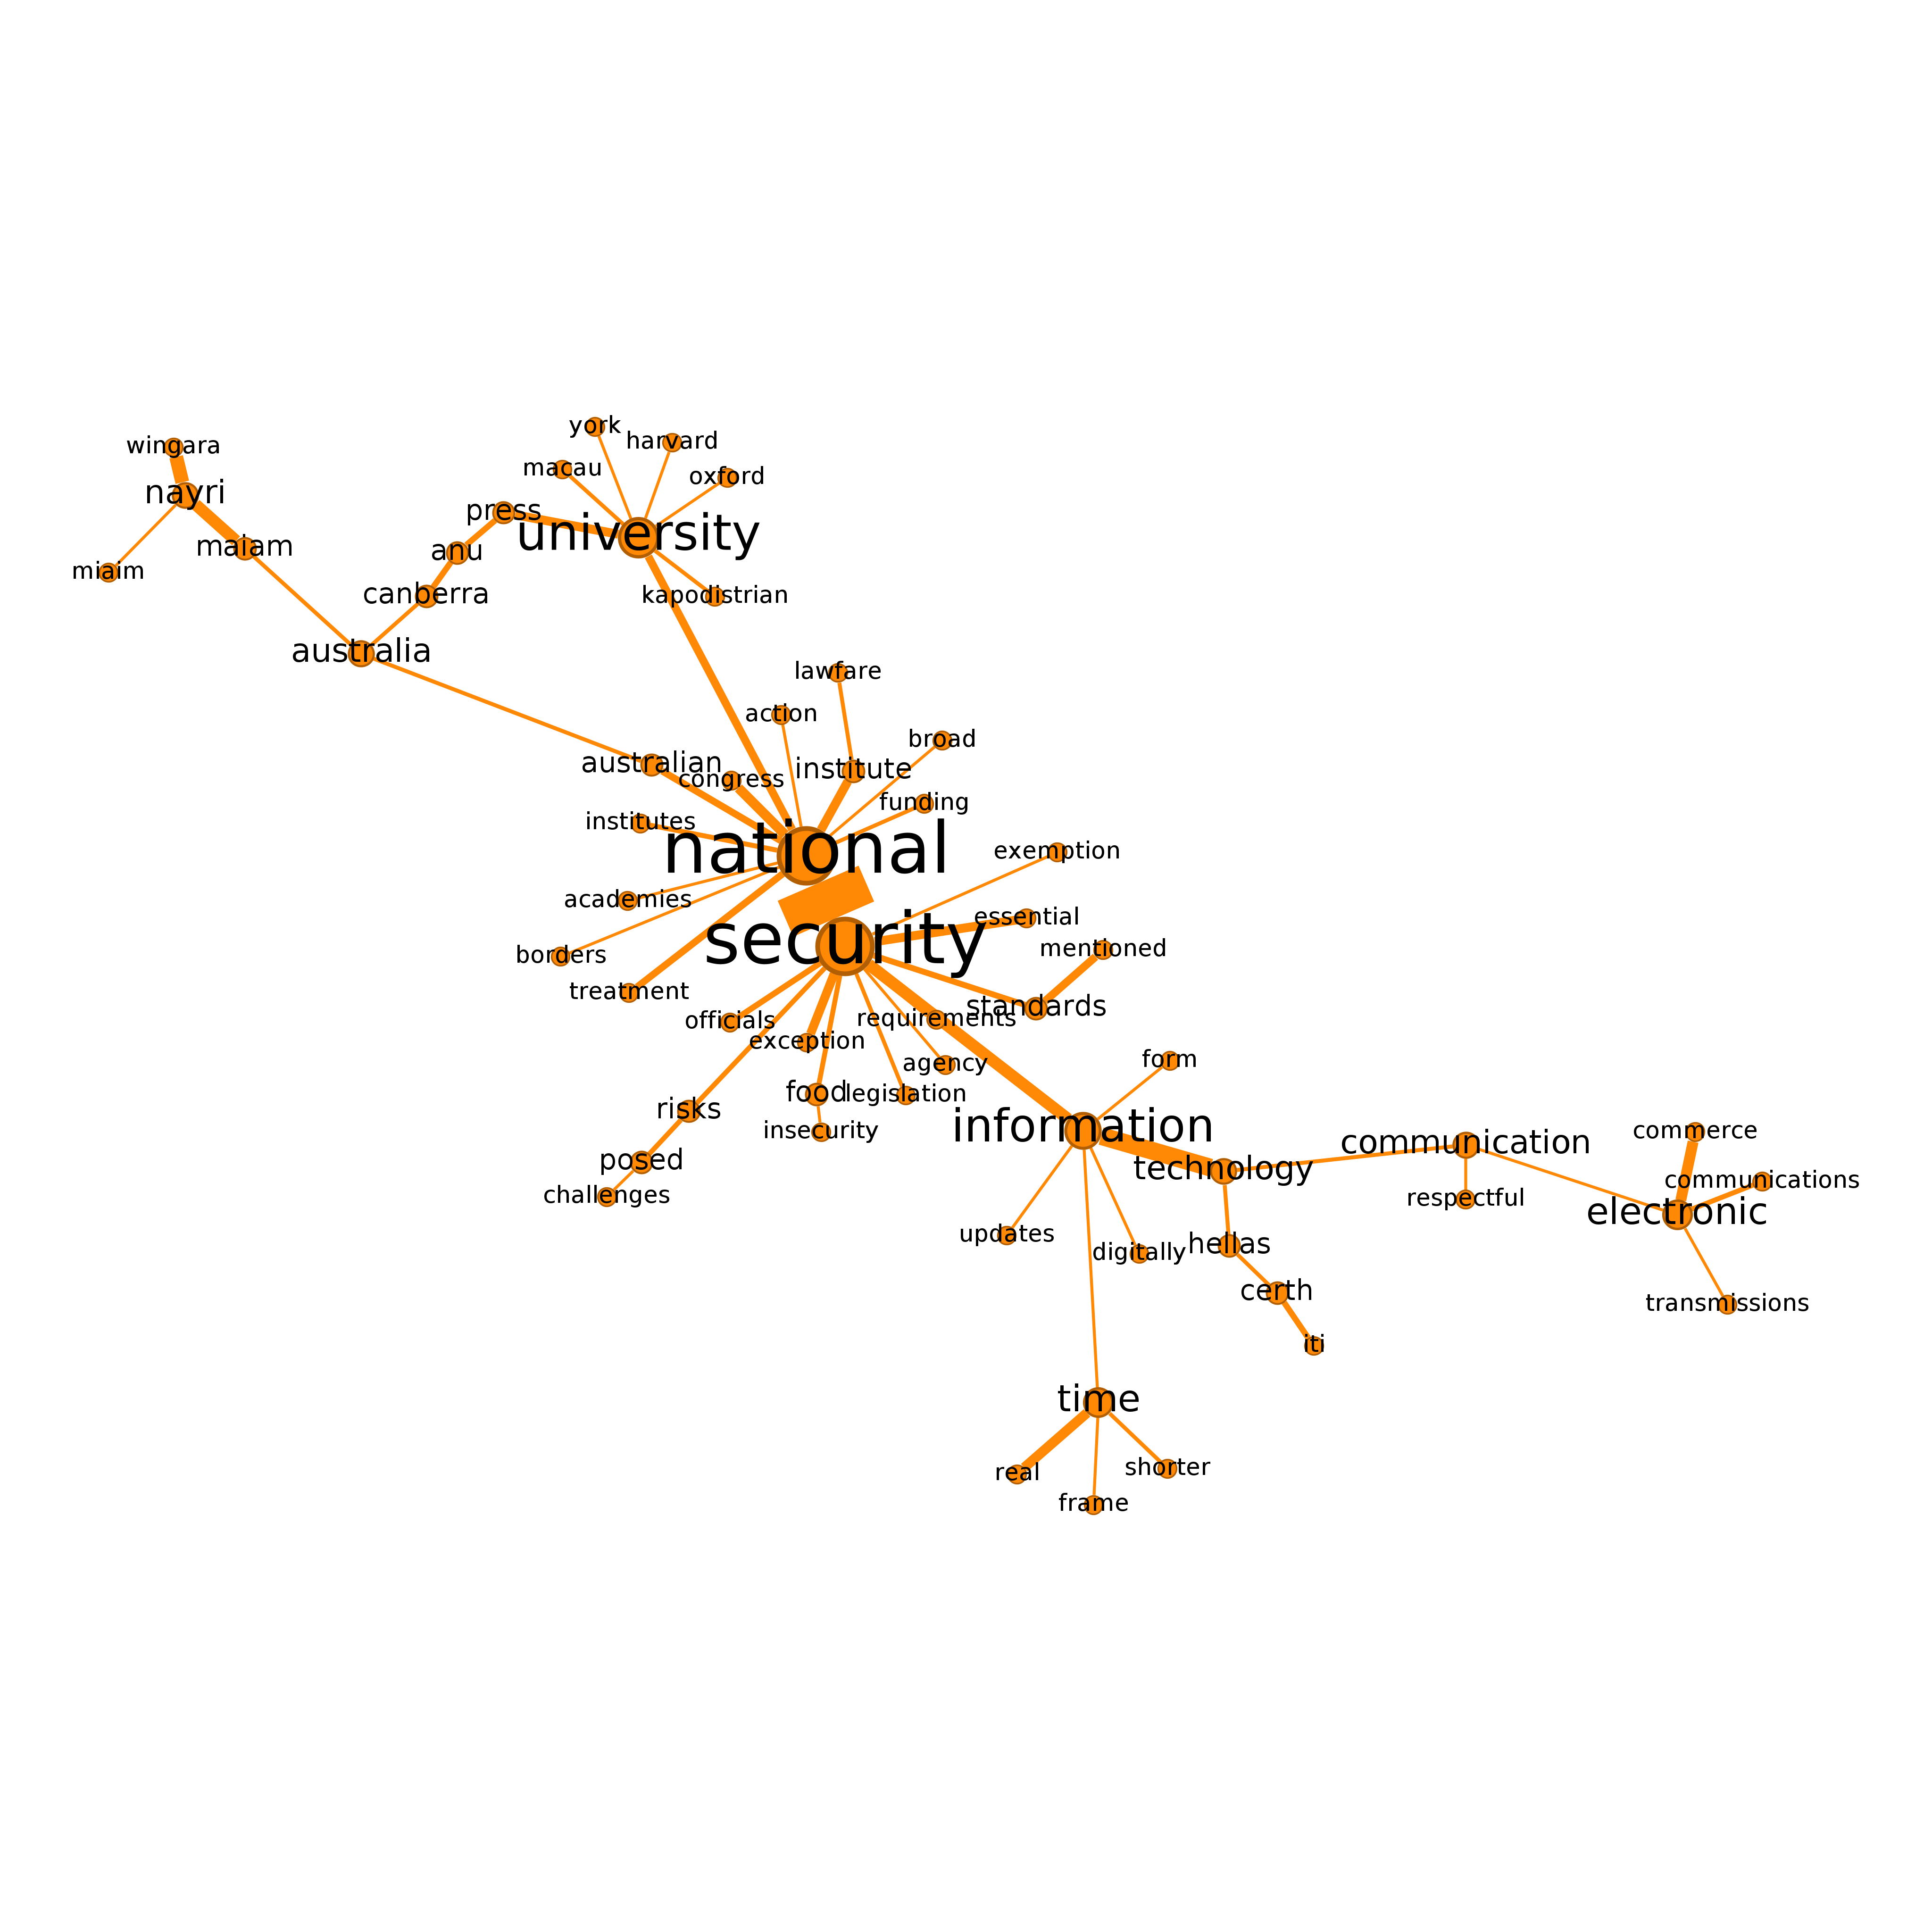 york
harvard
wingara
macau
oxford
nayri
press
university
maiam
anu
miaim
canberra
kapodistrian
australia
lawfare
action
broad
australian
congress
institute
funding
institutes
national
exemption
academies
essential
security
mentioned
borders
treatment
standards
officials
requirements
exception
agency
form
food
legislation
risks
information
insecurity
commerce
communication
posed
technology
communications
challenges
respectful
electronic
updates
digitally
hellas
certh
transmissions
iti
time
real
shorter
frame